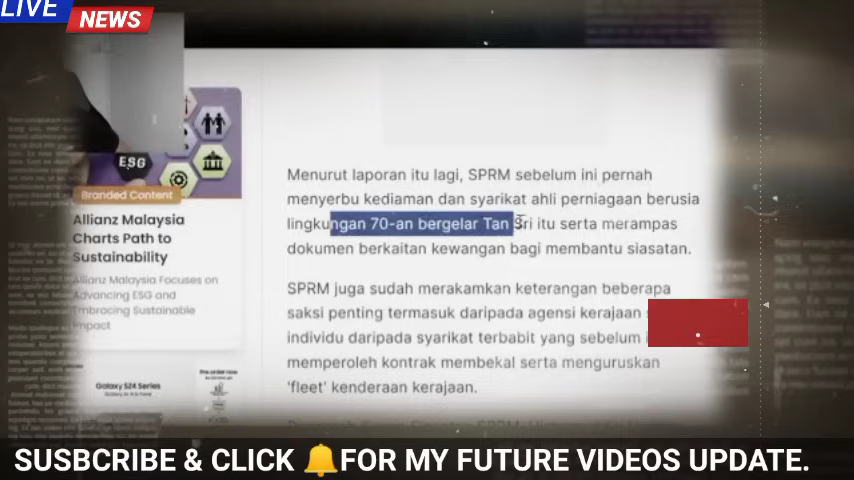 LIVE
NEWS
ESG
Branded Content
Allianz Malaysia
Charts Path to
Sustainability
Allianz Malaysia Focuses on
Advancing ESG and
Embracing Sustainable
Impact
Galaxy S24 Series
Pre-order now
Menurut laporan itu lagi, SPRM sebelum ini pernah
menyerbu kediaman dan syarikat ahli perniagaan berusia
lingkungan 70-an bergelar Tan Sri itu serta merampas
dokumen berkaitan kewangan bagi membantu siasatan.
SPRM juga sudah merakamkan keterangan beberapa
saksi penting termasuk daripada agensi kerajaan
individu daripada syarikat terbabit yang sebelum
memperoleh kontrak membekal serta menguruskan
'fleet' kenderaan kerajaan.
SUSBCRIBE & CLICK 🔔FOR MY FUTURE VIDEOS UPDATE.